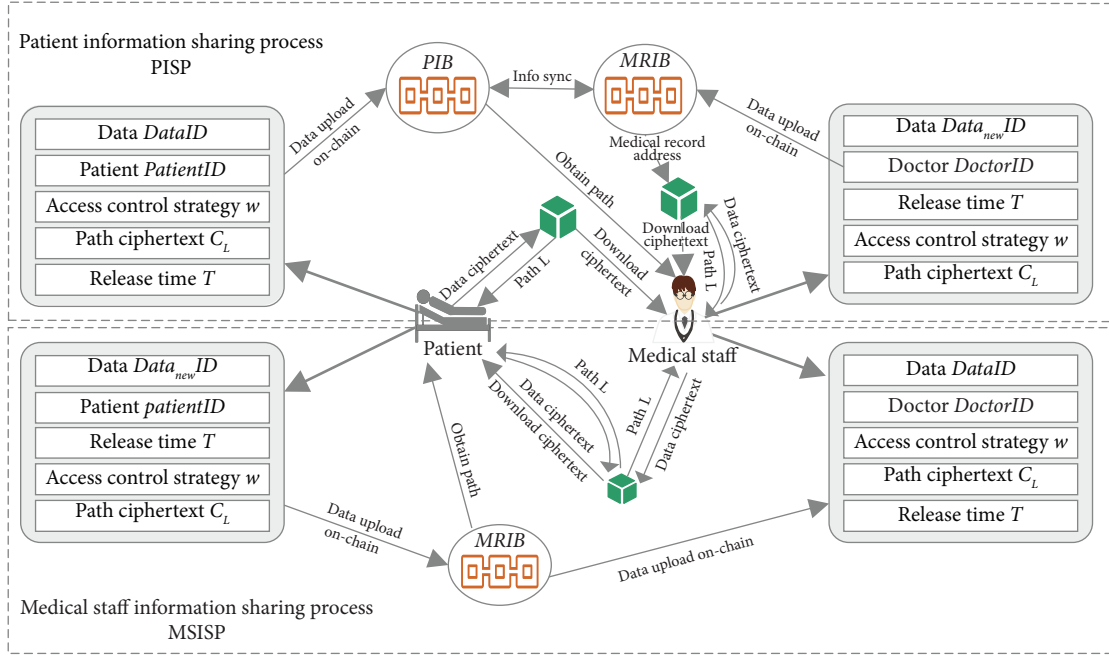 Patient information sharing process
PISP
PIB
Info sync
MRIB
Data upload
on-chain
Data upload
on-chain
Data DataID
Patient PatientID
Access control strategy w
Path ciphertext C_L
Release time T
Medical record
address
Obtain path
Data ciphertext
Path L
Download
ciphertext
Download
ciphertext
Path L
Data ciphertext
Data Data_new ID
Doctor DoctorID
Release time T
Access control strategy w
Path ciphertext C_L
Patient
Medical staff
Data Data_new ID
Patient patientID
Release time T
Access control strategy w
Path ciphertext C_L
Path L
Data ciphertext
Download ciphertext
Path L
Data ciphertext
Obtain path
Data upload
on-chain
MRIB
Data upload on-chain
Data DataID
Doctor DoctorID
Access control strategy w
Path ciphertext C_L
Release time T
Medical staff information sharing process
MSISP